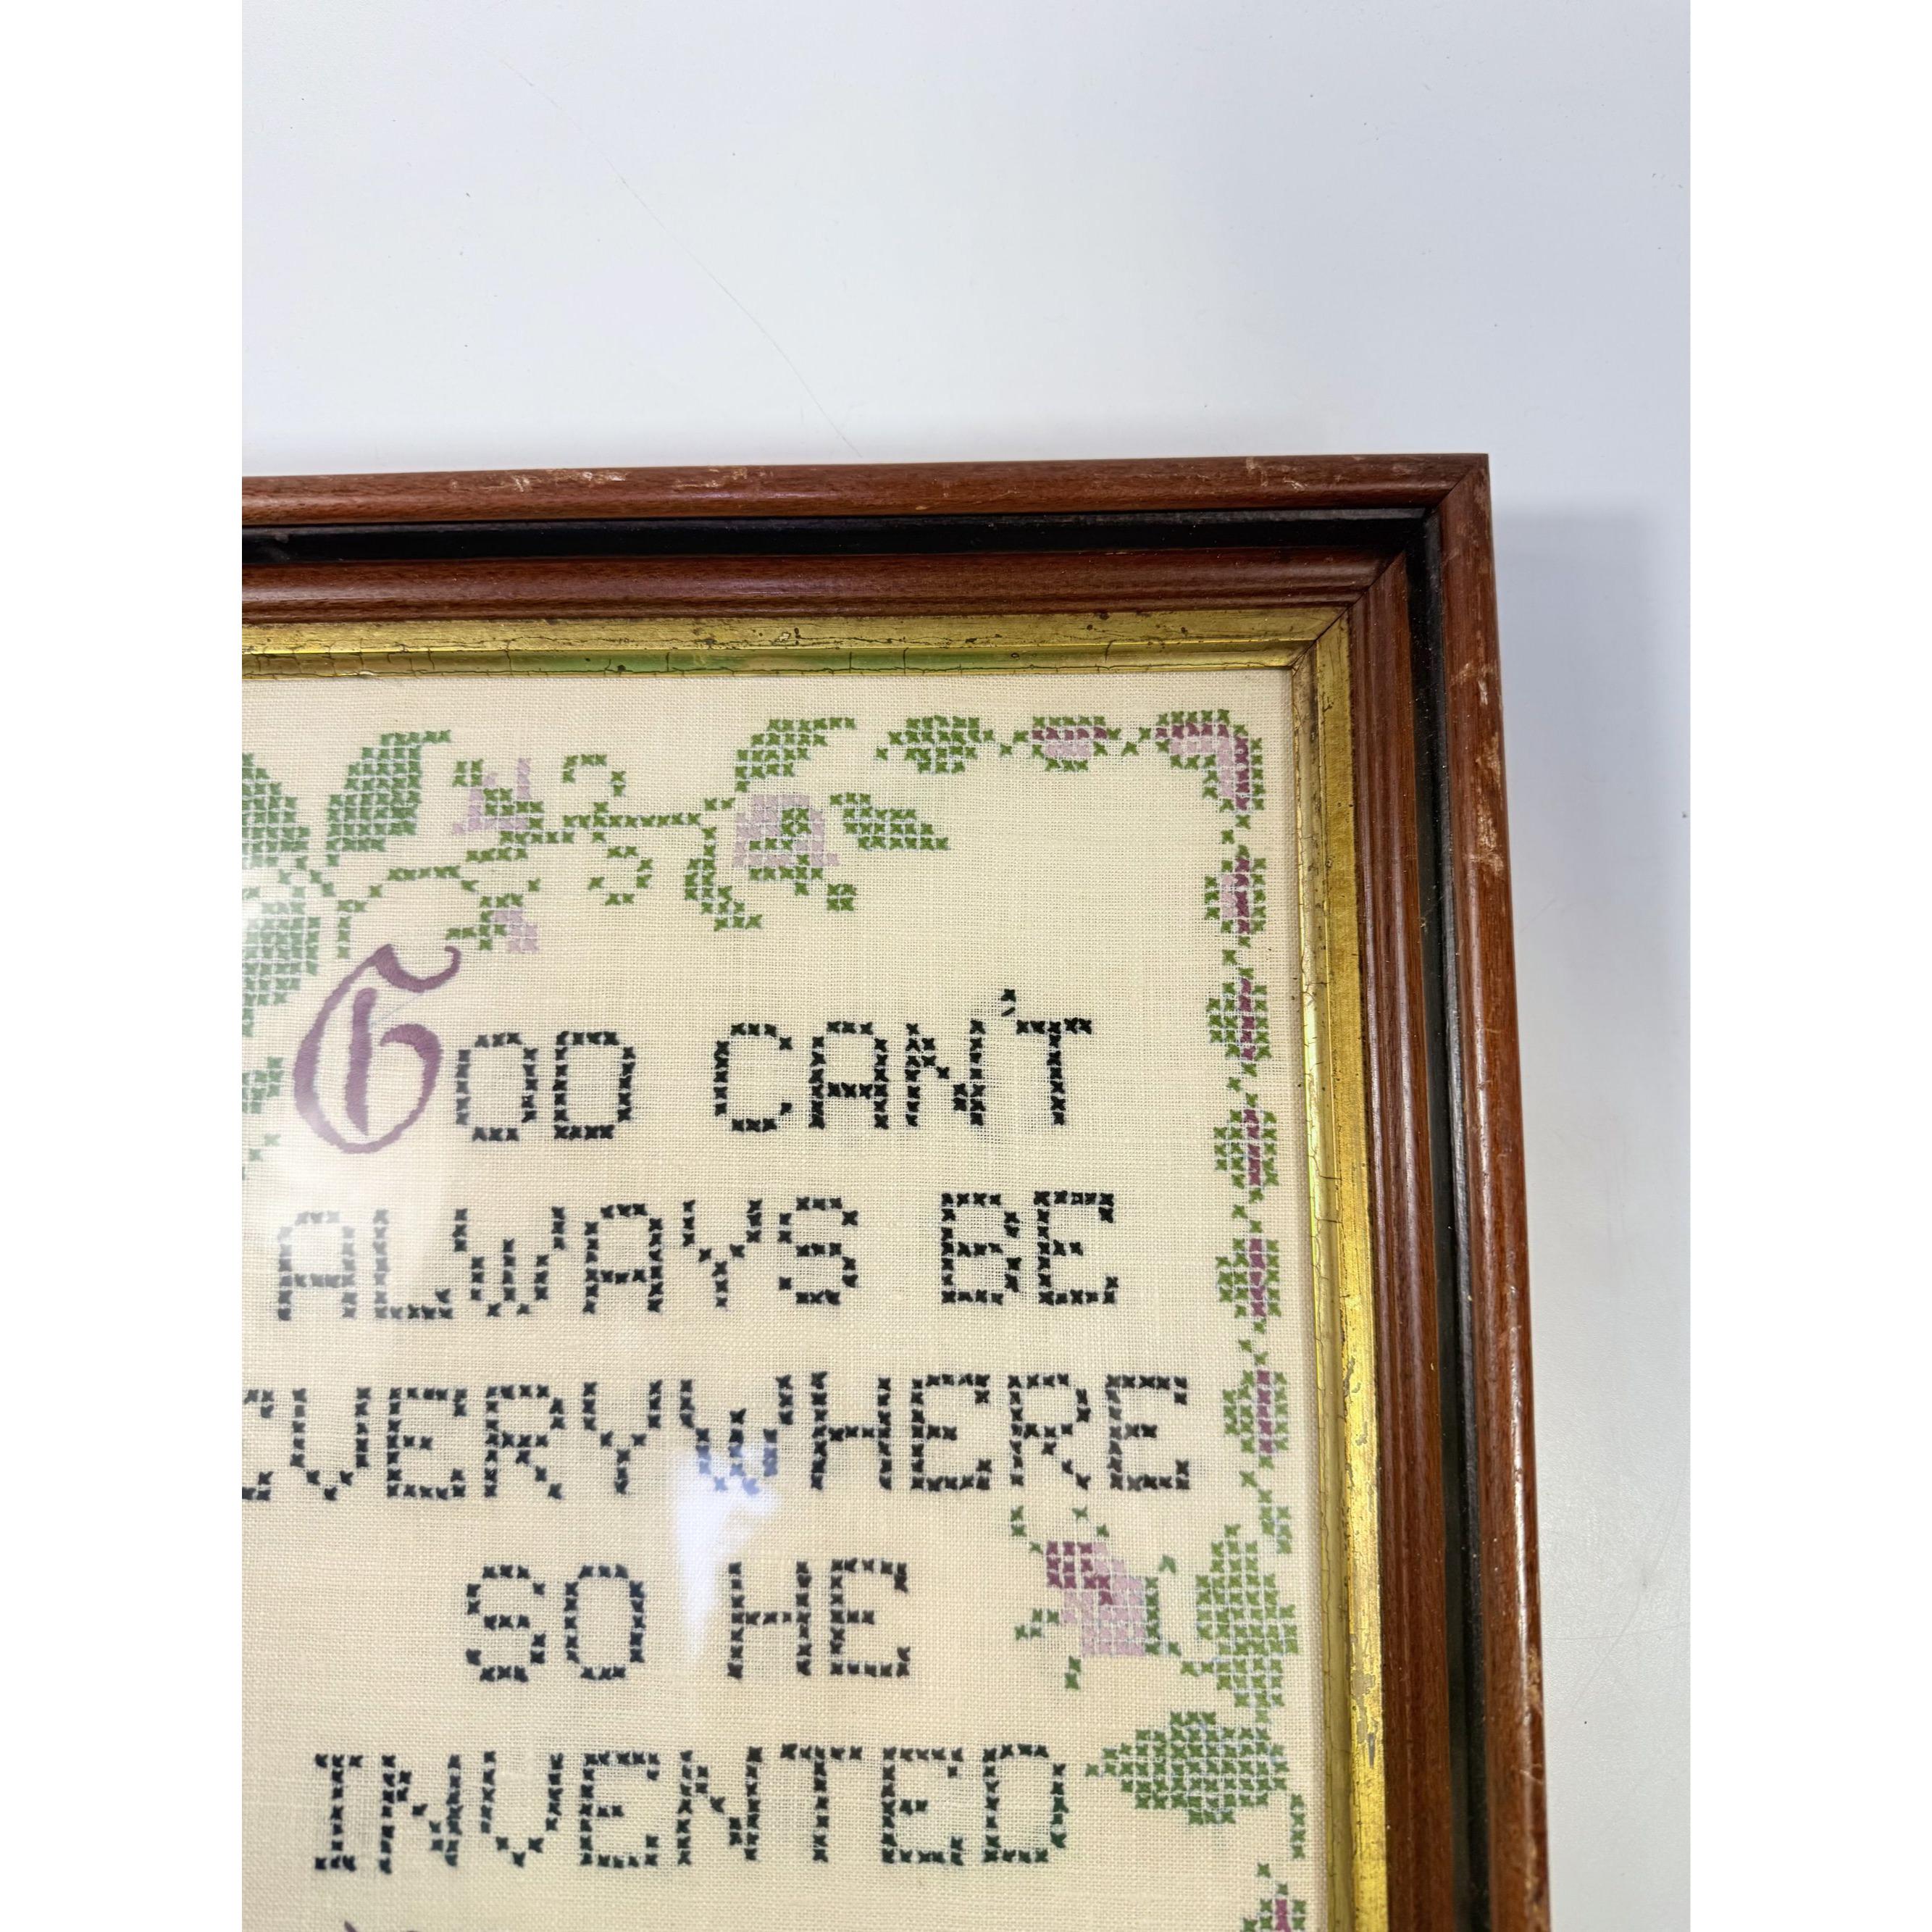 GOD CAN'T
ALWAYS BE
EVERYWHERE
SO HE
INVENTED